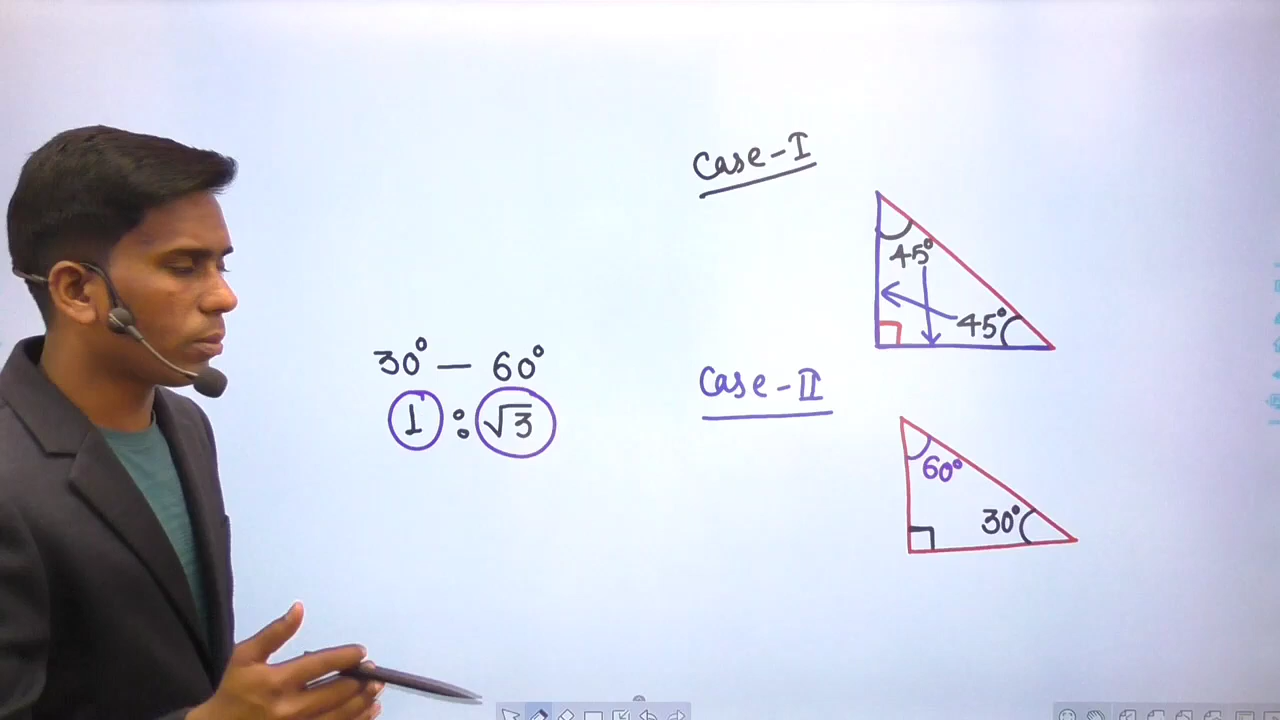 Case-I
45°
45°
30° — 60°
1 : √3
Case-II
60°
30°